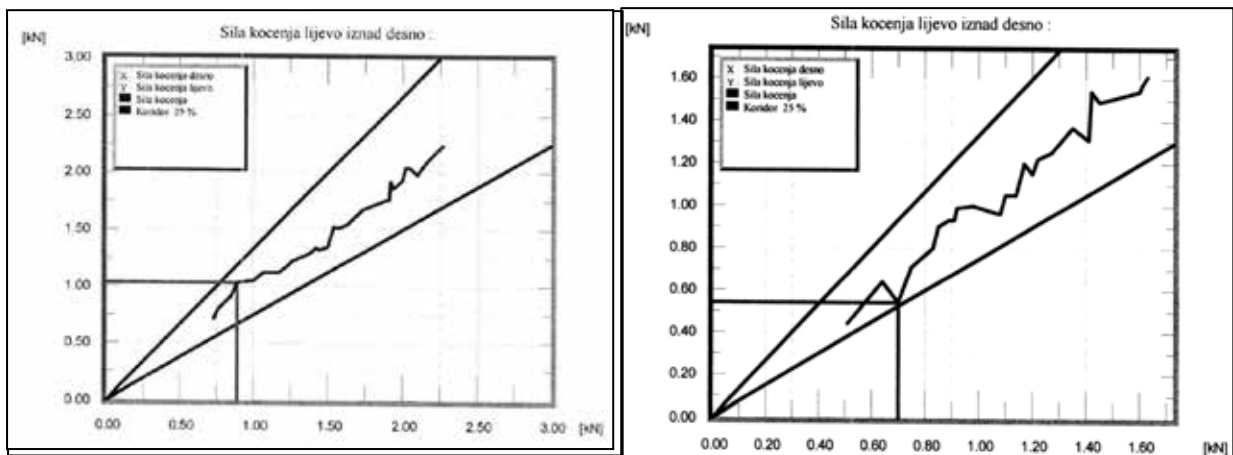 Sila kocenja lijevo iznad desno :
[kN]
3.00
X Sila kocenja desno
Y Sila kocenja lijevo
Sila kocenja
Koridor 25 %
2.50
2.00
1.50
1.00
0.50
0.00
0.00 0.50 1.00 1.50 2.00 2.50 [kN] 3.00
Sila kocenja lijevo iznad desno :
[kN]
X Sila kocenja desno
Y Sila kocenja lijevo
Sila kocenja
Koridor 25 %
1.60
1.40
1.20
1.00
0.80
0.60
0.40
0.20
0.00
0.00 0.20 0.40 0.60 0.80 1.00 1.20 1.40 1.60 [kN]